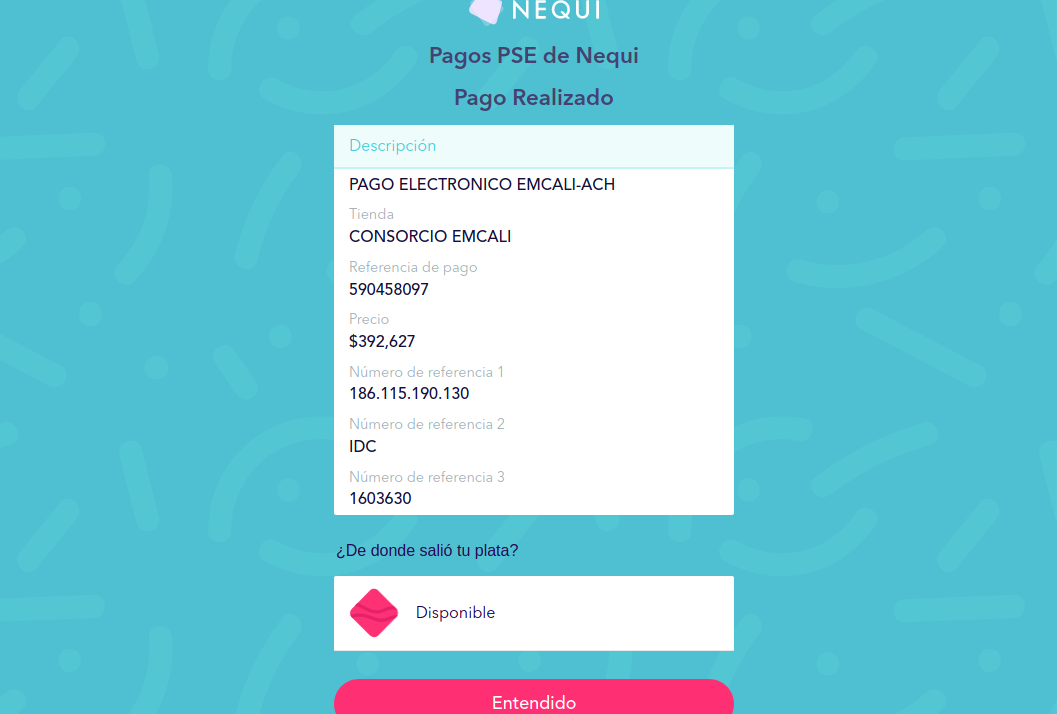 NEQUI
Pagos PSE de Nequi
Pago Realizado
Descripción
PAGO ELECTRONICO EMCALI-ACH
Tienda
CONSORCIO EMCALI
Referencia de pago
590458097
Precio
$392,627
Número de referencia 1
186.115.190.130
Número de referencia 2
IDC
Número de referencia 3
1603630
¿De donde salió tu plata?
Disponible
Entendido